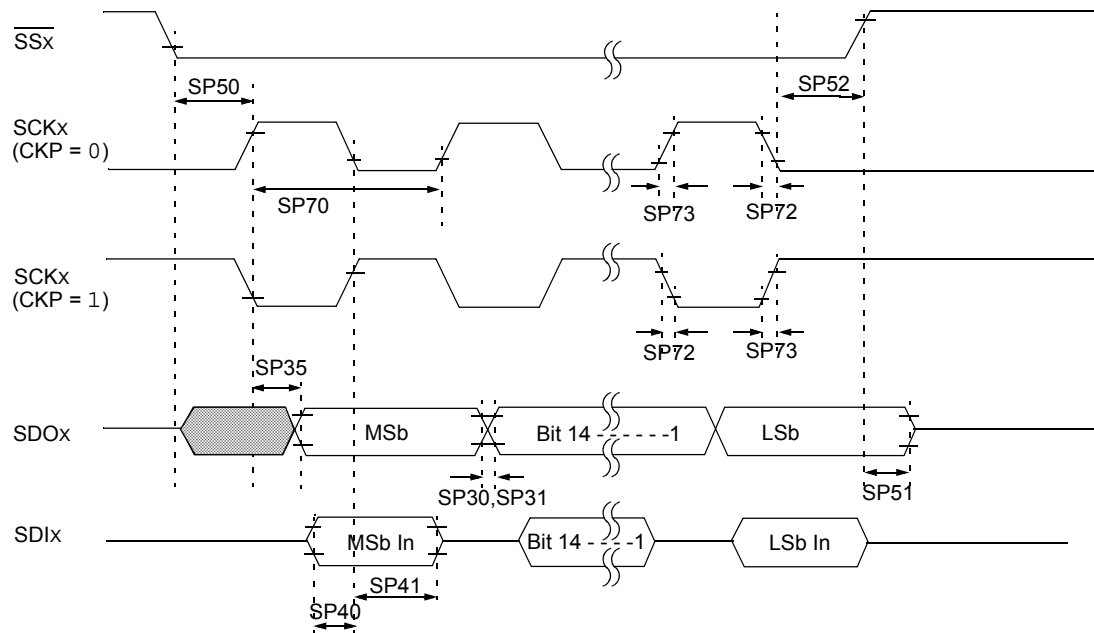 SSx
SP50
SP52
SCKx
(CKP = 0)
SP70
SP73
SP72
SCKx
(CKP = 1)
SP72
SP73
SP35
SDOx
MSb
Bit 14 - - - - - -1
LSb
SP30,SP31
SP51
SDIx
MSb In
Bit 14 - - - -1
LSb In
SP41
SP40